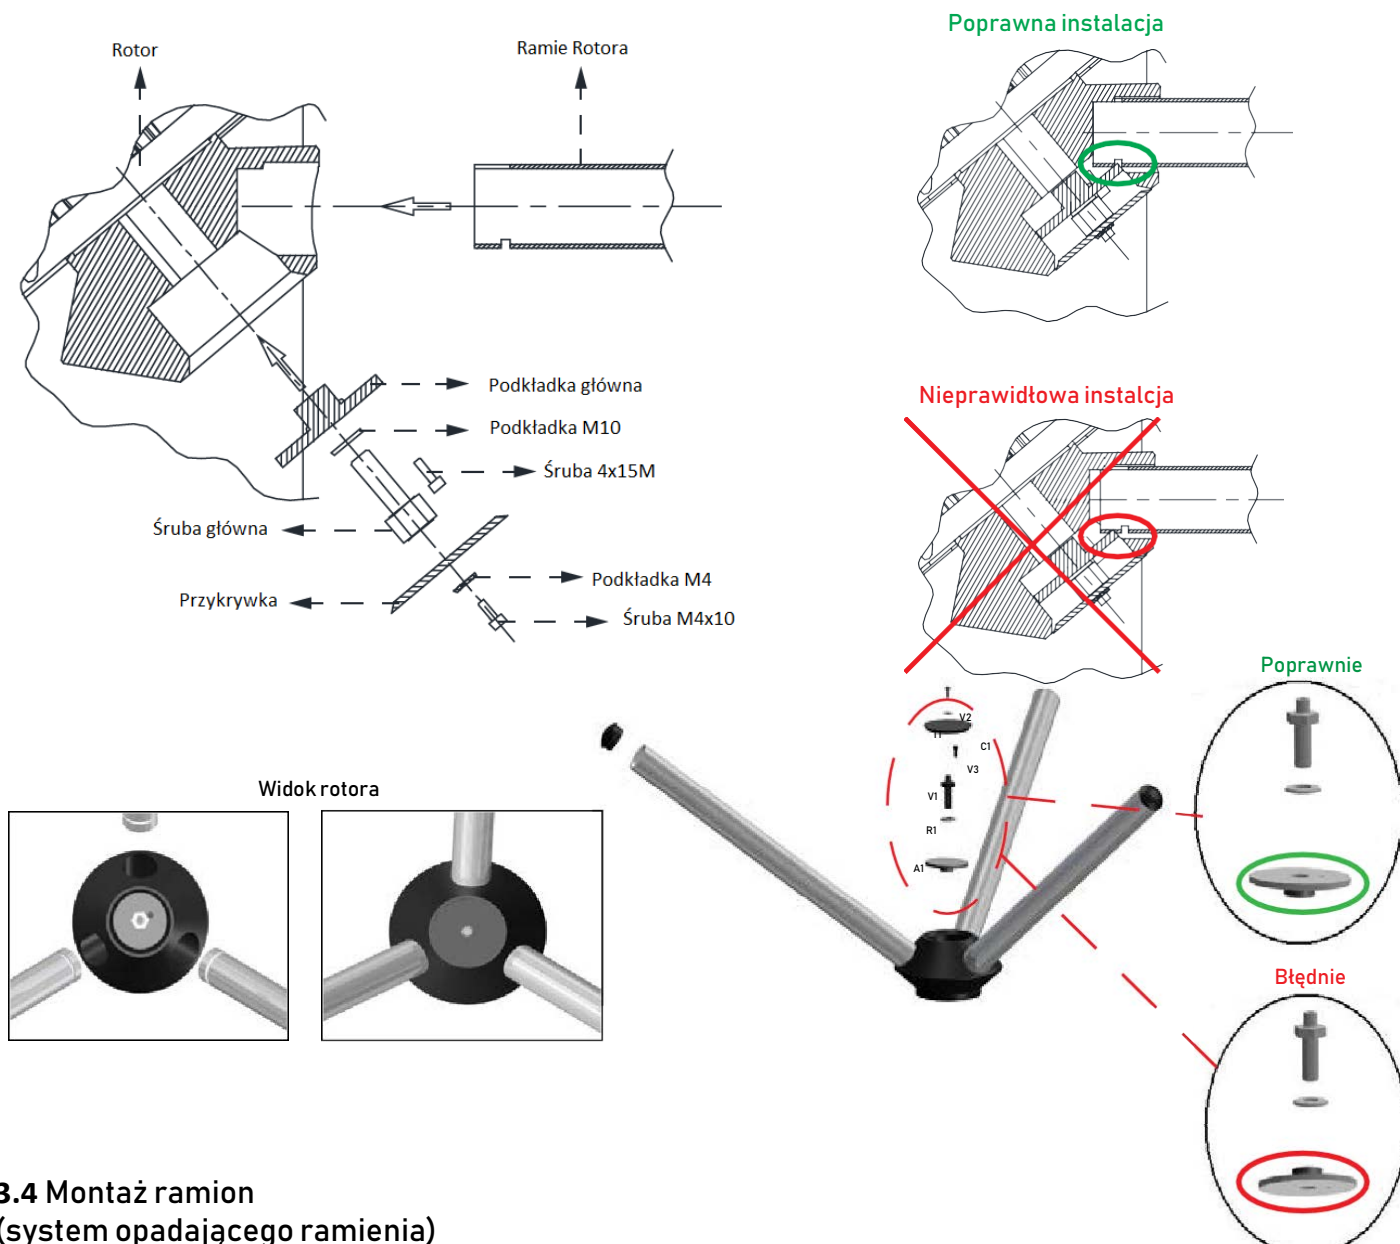 Poprawna instalacja
Rotor
Ramie Rotora
Podkładka główna
Podkładka M10
Śruba 4x15M
Śruba główna
Podkładka M4
Przykrywka
Śruba M4x10
Nieprawidłowa instalcja
Poprawnie
V2
T1
C1
V3
V1
R1
A1
Widok rotora
Błędnie
3.4 Montaż ramion
(system opadającego ramienia)